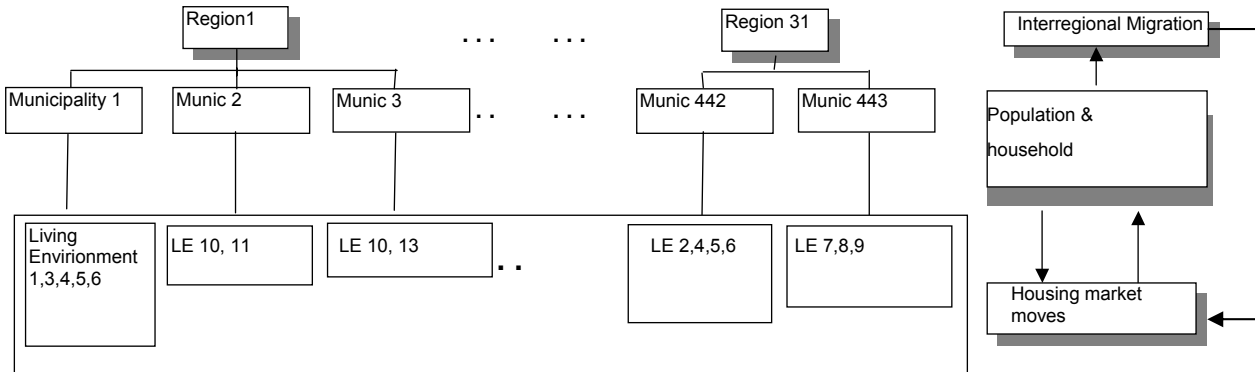 Region1
... ...
Region 31
Interregional Migration
Municipality 1
Munic 2
Munic 3
.. ...
Munic 442
Munic 443
Population &
household
Living
Envirionment
1,3,4,5,6
LE 10, 11
LE 10, 13
..
LE 2,4,5,6
LE 7,8,9
Housing market
moves